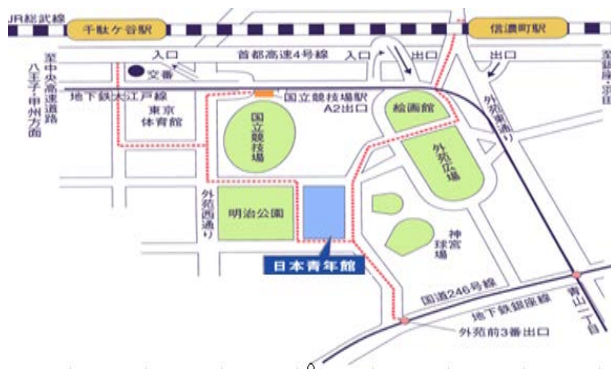 JR総武線
千駄ケ谷駅
信濃町駅
入口
首都高速4号線
入口
出口
出口
至中央高速道路
八王子・甲州方面
交番
地下鉄大江戸線
国立競技場駅
A2出口
東京
体育館
国立
競技場
絵画館
外苑東通り
外苑広場
外苑西通り
明治公園
日本青年館
神宮
球場
国道246号線
地下鉄銀座線
青山一丁目
外苑前3番出口